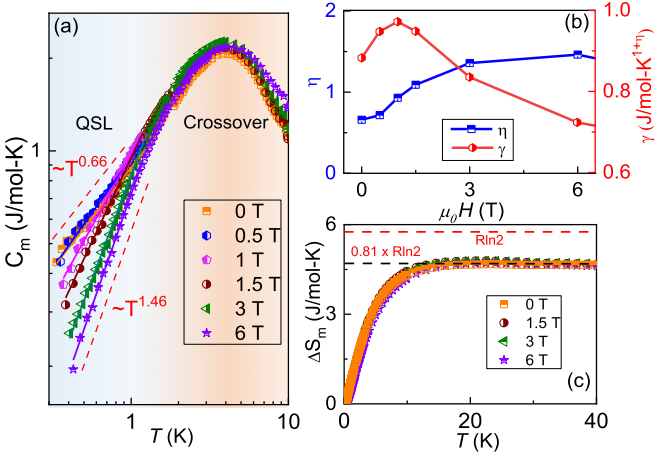 (a)
QSL
Crossover
~T^0.66
~T^1.46
0 T
0.5 T
1 T
1.5 T
3 T
6 T
C_m (J/mol-K)
1
1
10
T (K)
(b)
2
1
0
η
1.0
0.9
0.8
0.7
0.6
γ (J/mol-K^1+η)
η
γ
0
3
6
μ_0H (T)
6
3
0
ΔS_m (J/mol-K)
Rln2
0.81 x Rln2
0 T
1.5 T
3 T
6 T
(c)
0
20
40
T (K)